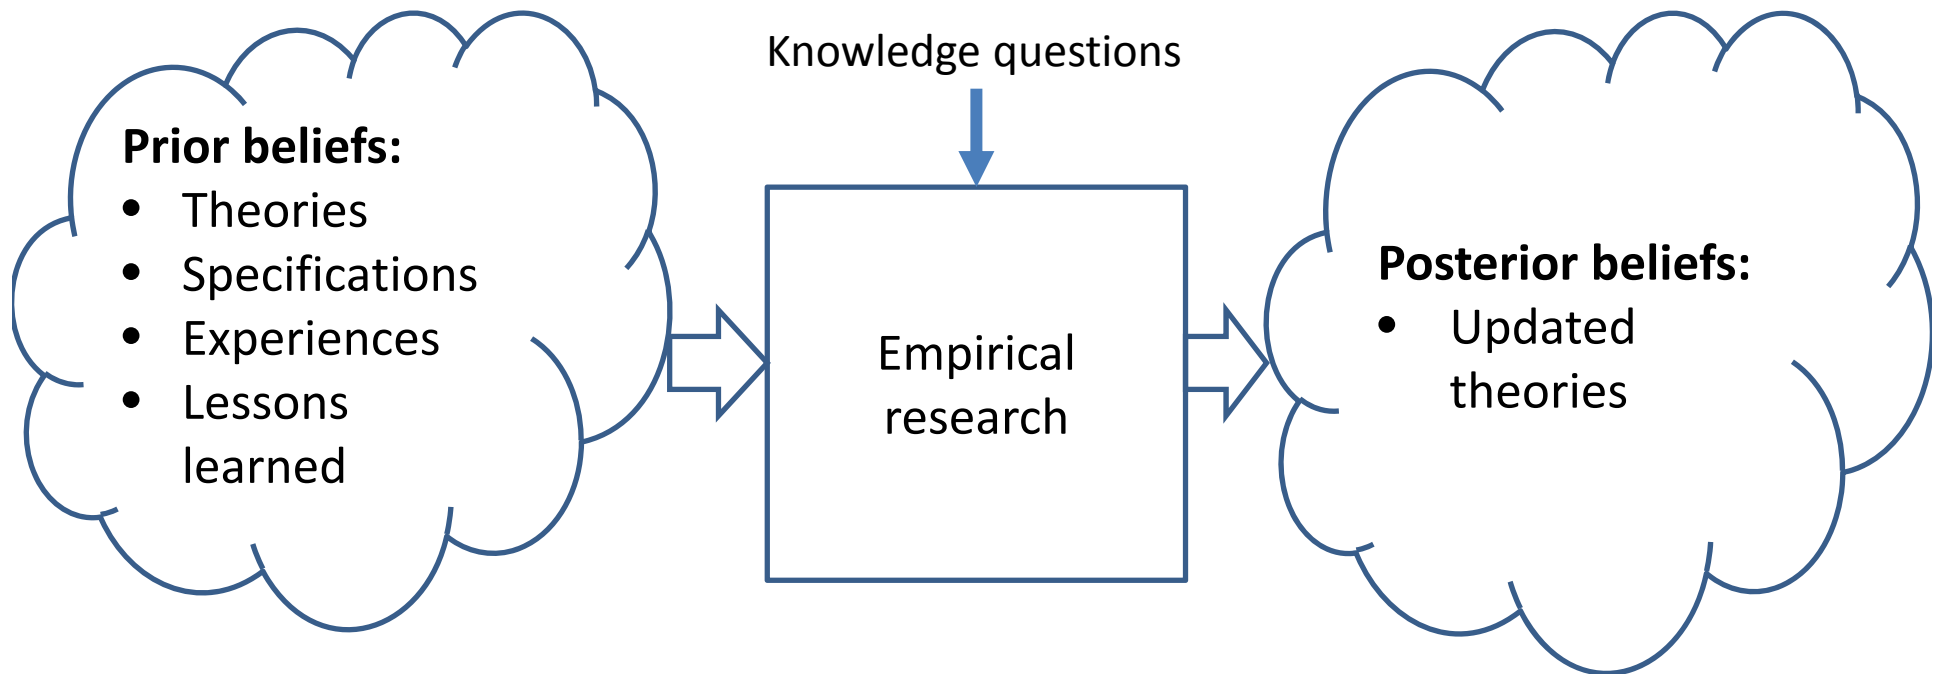 Knowledge questions
Prior beliefs:
• Theories
• Specifications
• Experiences
• Lessons
learned
Empirical
research
Posterior beliefs:
• Updated
theories